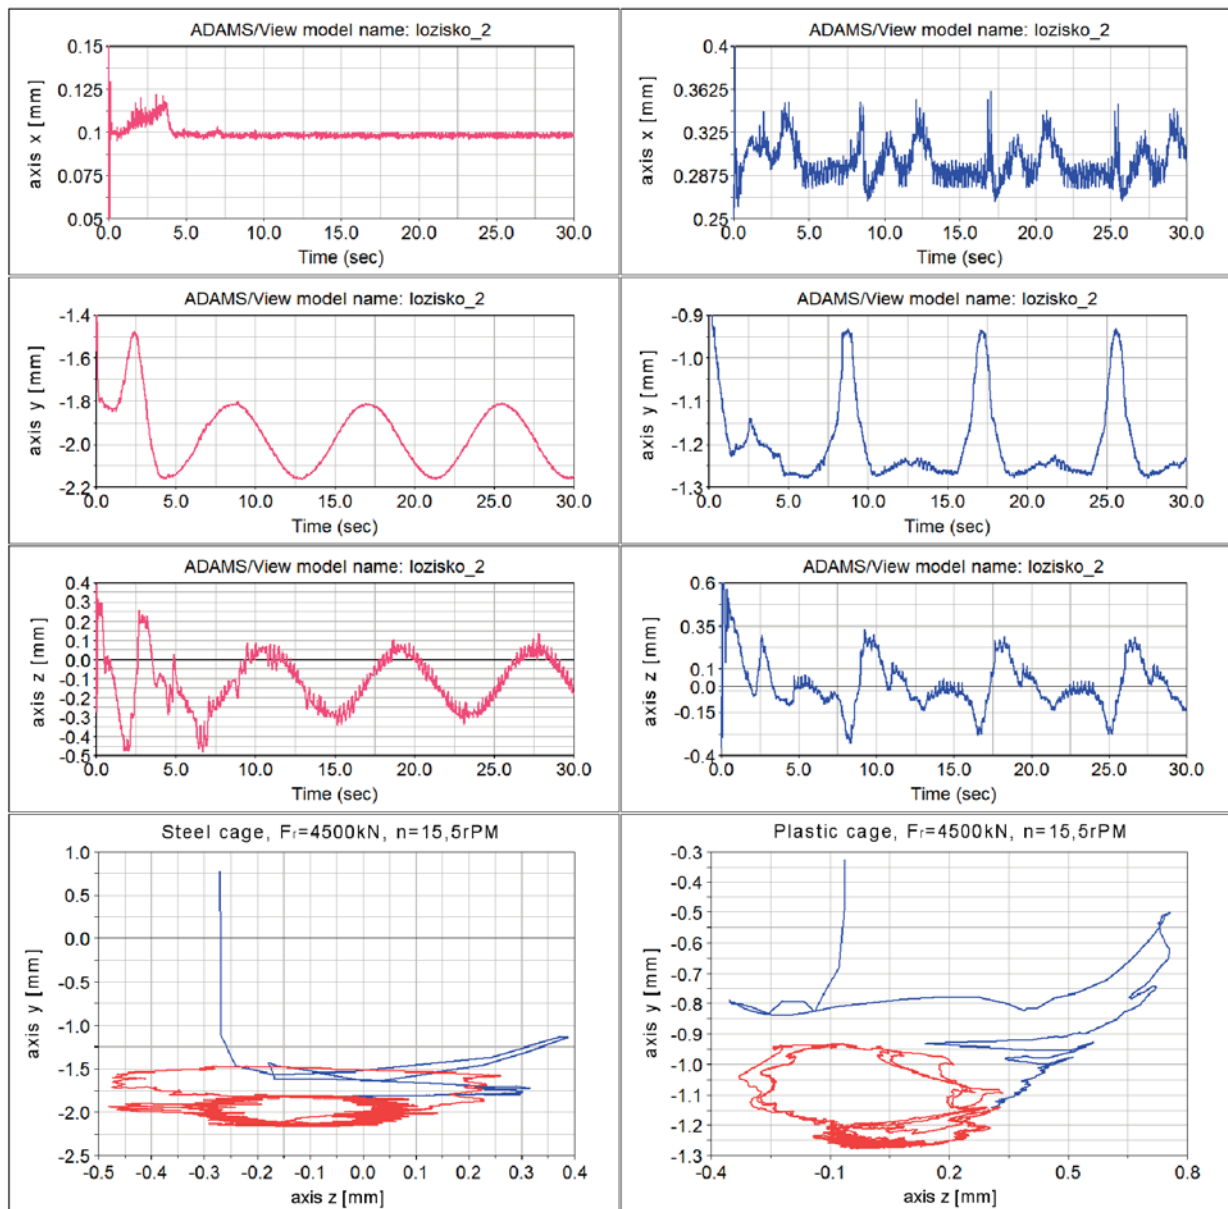 ADAMS/View model name: lozisko_2
0.15
0.125
0.1
0.075
0.05
axis x [mm]
0.0 5.0 10.0 15.0 20.0 25.0 30.0
Time (sec)
ADAMS/View model name: lozisko_2
0.4
0.3625
0.325
0.2875
0.25
axis x [mm]
0.0 5.0 10.0 15.0 20.0 25.0 30.0
Time (sec)
ADAMS/View model name: lozisko_2
-1.4
-1.6
-1.8
-2.0
-2.2
axis y [mm]
0.0 5.0 10.0 15.0 20.0 25.0 30.0
Time (sec)
ADAMS/View model name: lozisko_2
-0.9
-1.0
-1.1
-1.2
-1.3
axis y [mm]
0.0 5.0 10.0 15.0 20.0 25.0 30.0
Time (sec)
ADAMS/View model name: lozisko_2
0.4
0.3
0.2
0.1
0.0
-0.1
-0.2
-0.3
-0.4
-0.5
axis z [mm]
0.0 5.0 10.0 15.0 20.0 25.0 30.0
Time (sec)
ADAMS/View model name: lozisko_2
0.6
0.35
0.1
0.0
-0.15
-0.4
axis z [mm]
0.0 5.0 10.0 15.0 20.0 25.0 30.0
Time (sec)
Steel cage, Fr=4500kN, n=15,5rPM
1.0
0.5
0.0
-0.5
-1.0
-1.5
-2.0
-2.5
axis y [mm]
-0.5 -0.4 -0.3 -0.2 -0.1 0.0 0.1 0.2 0.3 0.4
axis z [mm]
Plastic cage, Fr=4500kN, n=15,5rPM
-0.3
-0.4
-0.5
-0.6
-0.7
-0.8
-0.9
-1.0
-1.1
-1.2
-1.3
axis y [mm]
-0.4 -0.1 0.2 0.5 0.8
axis z [mm]